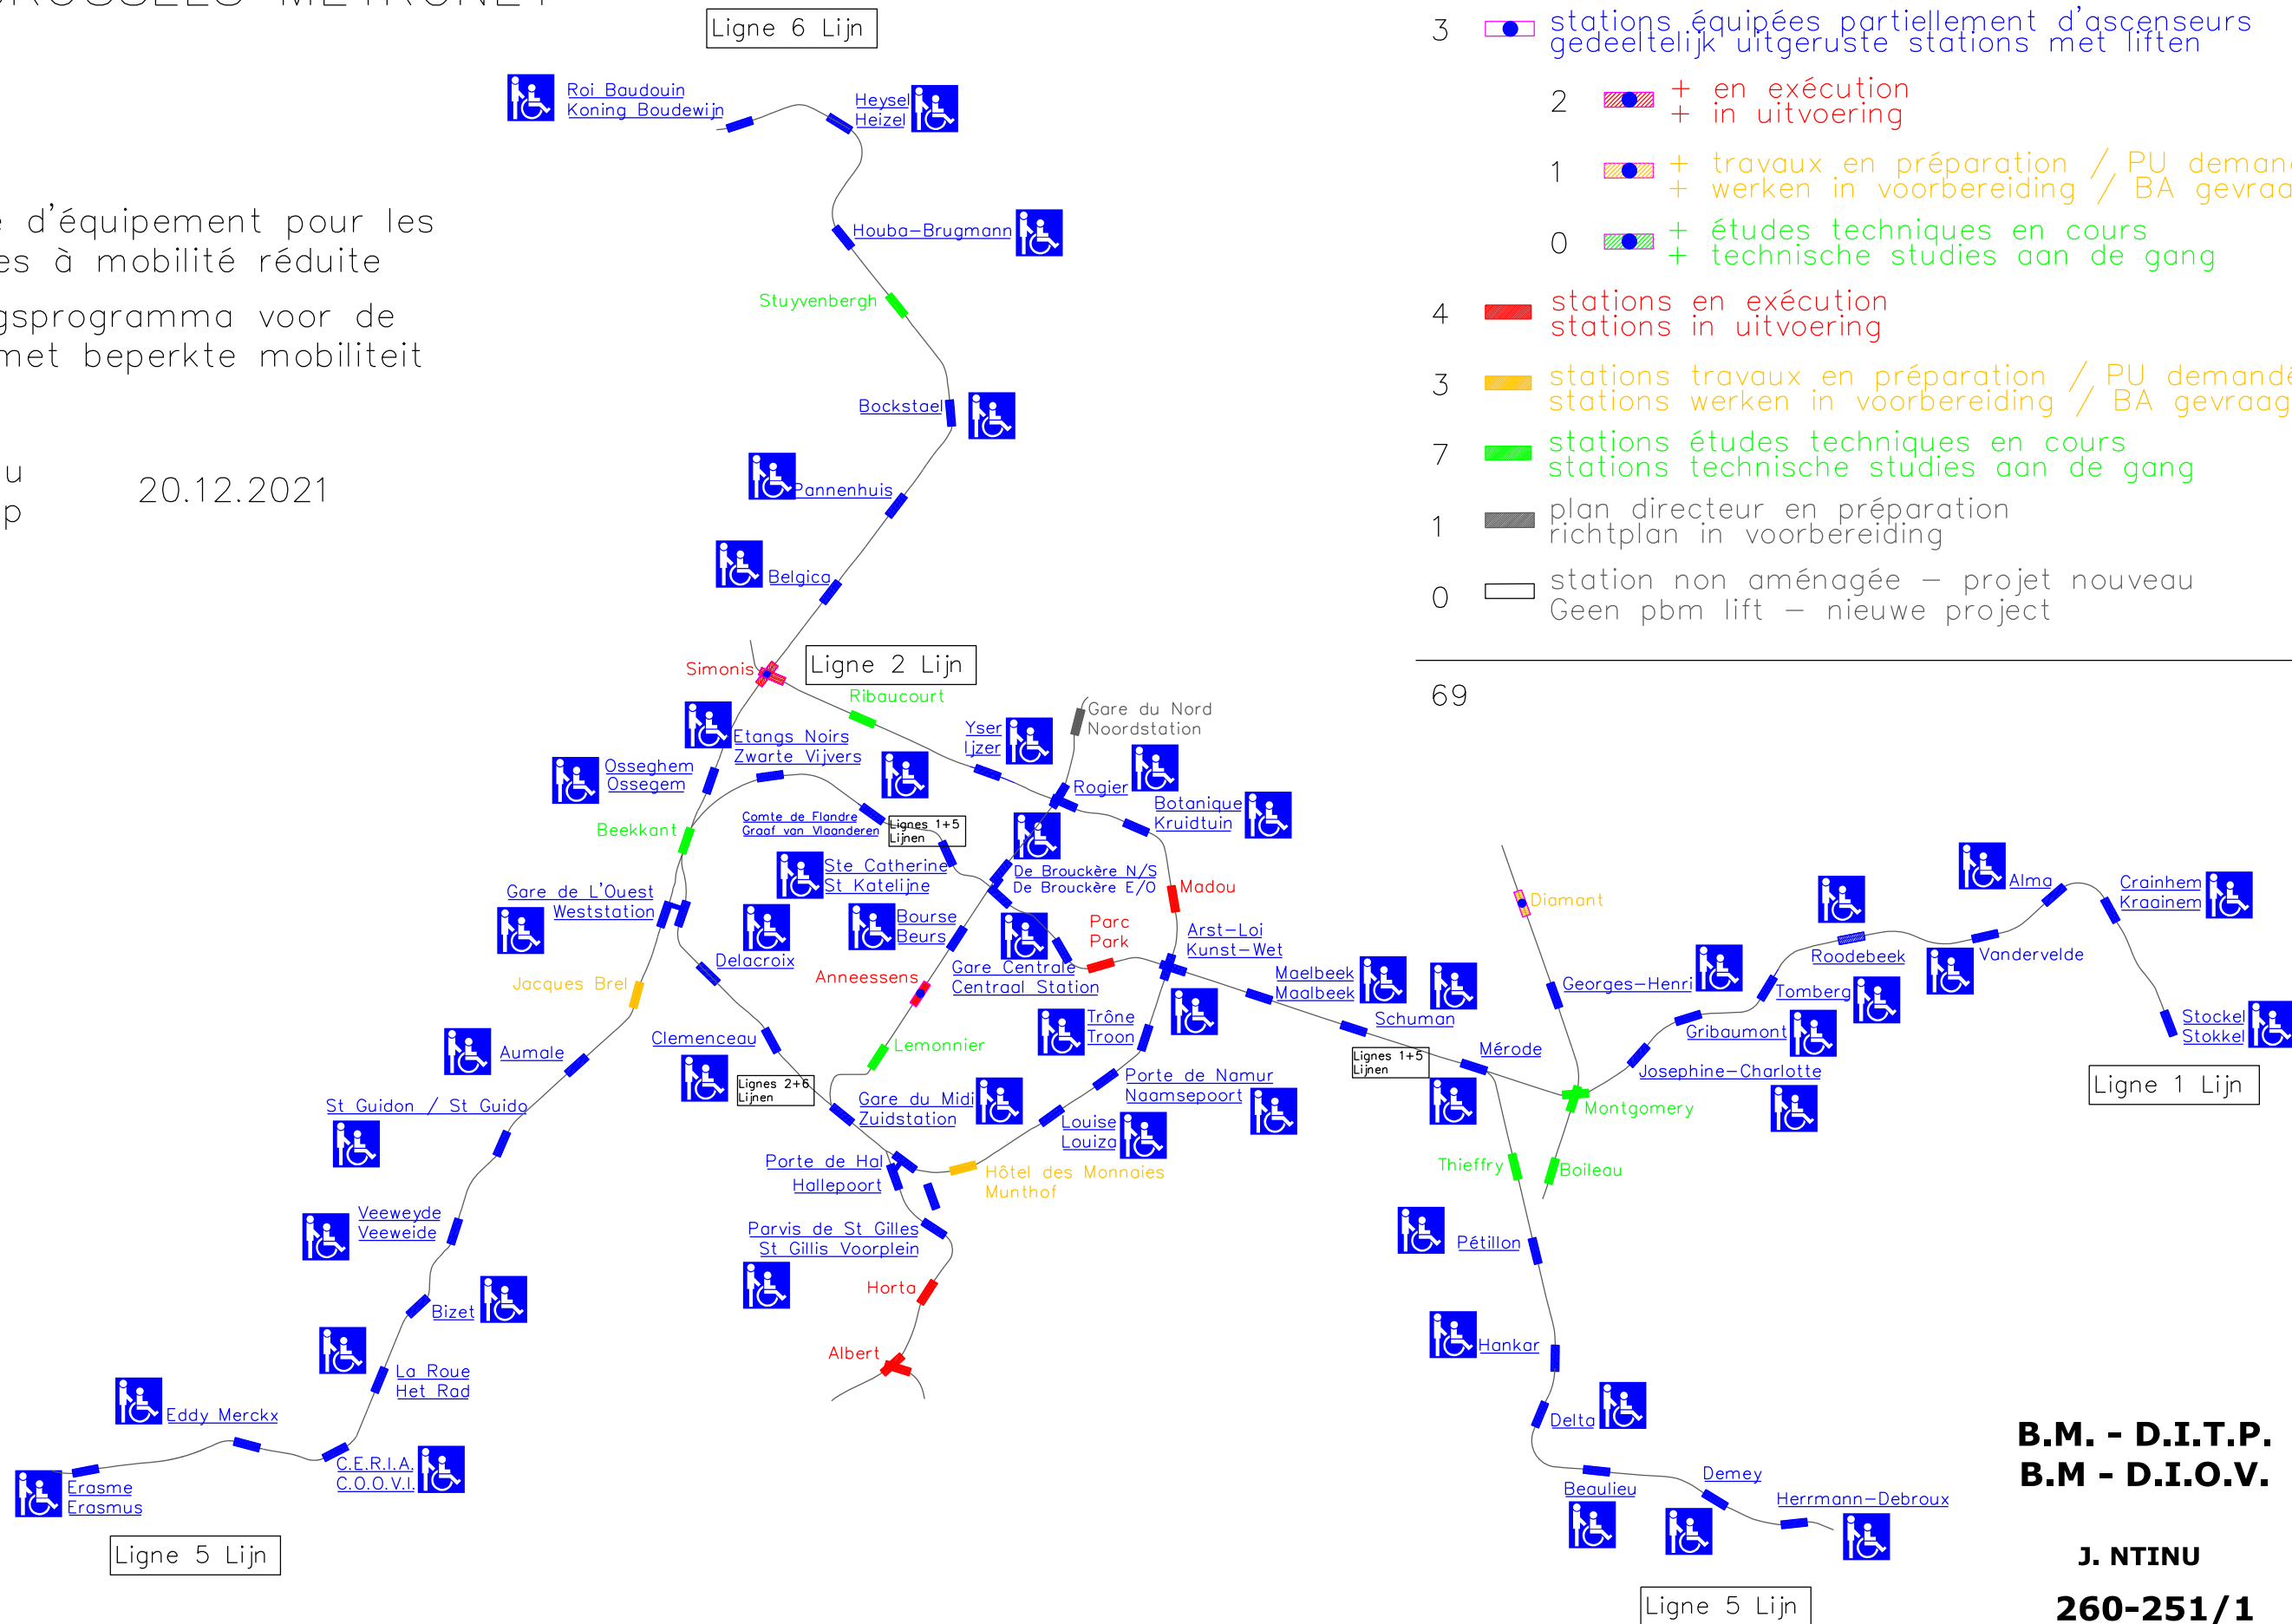 BRUSSELS METRONET
Ligne 6 Lijn
e d'équipement pour les
es à mobilité réduite
gsprogramma voor de
met beperkte mobiliteit
u
p
20.12.2021
3
stations équipées partiellement d'ascenseurs
gedeeltelijk uitgeruste stations met liften
2
+ en exécution
+ in uitvoering
1
+ travaux en préparation / PU deman
+ werken in voorbereiding / BA gevraa
0
+ études techniques en cours
+ technische studies aan de gang
4
stations en exécution
stations in uitvoering
3
stations travaux en préparation / PU demandé
stations werken in voorbereiding / BA gevraag
7
stations études techniques en cours
stations technische studies aan de gang
1
plan directeur en préparation
richtplan in voorbereiding
0
station non aménagée – projet nouveau
Geen pbm lift – nieuwe project
69
Roi Baudouin
Koning Boudewijn
Heysel
Heizel
Houba-Brugmann
Stuyvenbergh
Bockstael
Pannenhuis
Belgica
Simonis
Ligne 2 Lijn
Ribaucourt
Yser
Ijzer
Gare du Nord
Noordstation
Etangs Noirs
Zwarte Vijvers
Osseghem
Ossegem
Rogier
Botanique
Kruidtuin
Comte de Flandre
Graaf van Vlaanderen
Lignes 1+5
Lijnen
Beekkant
Ste Catherine
St Katelijne
De Brouckère N/S
De Brouckère E/O
Madou
Gare de L'Ouest
Weststation
Bourse
Beurs
Parc
Park
Arst-Loi
Kunst-Wet
Delacroix
Gare Centrale
Centraal Station
Anneessens
Jacques Brel
Maelbeek
Maalbeek
Schuman
Trône
Troon
Clemenceau
Lemonnier
Aumale
Lignes 2+6
Lijnen
Gare du Midi
Zuidstation
Porte de Namur
Naamsepoort
Louise
Louiza
St Guidon / St Guido
Porte de Hal
Hallepoort
Hôtel des Monnaies
Munthof
Parvis de St Gilles
St Gillis Voorplein
Veeweyde
Veeweide
Horta
Bizet
Albert
La Roue
Het Rad
Eddy Merckx
C.E.R.I.A.
C.O.O.V.I.
Erasme
Erasmus
Ligne 5 Lijn
Diamant
Georges-Henri
Lignes 1+5
Lijnen
Mérode
Montgomery
Josephine-Charlotte
Gribaumont
Tomberg
Roodebeek
Vandervelde
Alma
Crainhem
Kraainem
Stockel
Stokkel
Ligne 1 Lijn
Thieffry
Boileau
Pétillon
Hankar
Delta
Beaulieu
Demey
Herrmann-Debroux
Ligne 5 Lijn
B.M. - D.I.T.P.
B.M - D.I.O.V.
J. NTINU
260-251/1